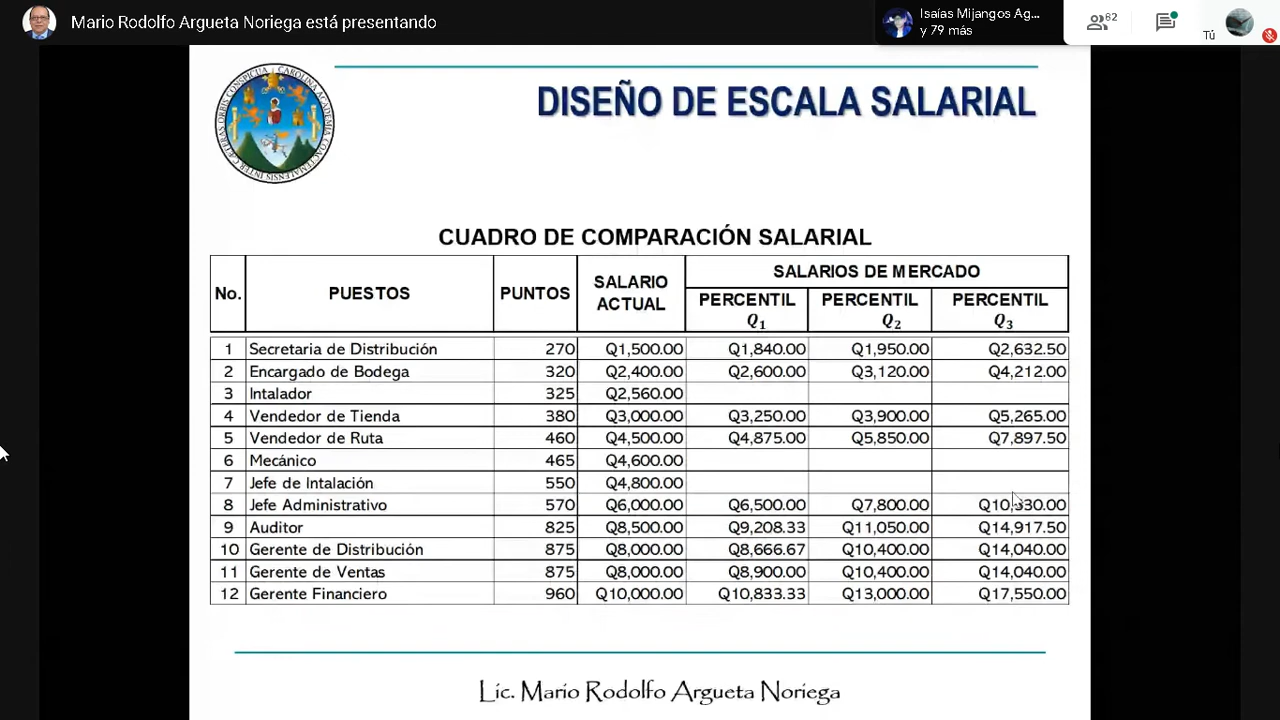 Mario Rodolfo Argueta Noriega está presentando
Isaías Mijangos Ag...
y 79 más
82
Tú
DISEÑO DE ESCALA SALARIAL
CUADRO DE COMPARACIÓN SALARIAL
No. PUESTOS PUNTOS SALARIO ACTUAL SALARIOS DE MERCADO
PERCENTIL Q1 PERCENTIL Q2 PERCENTIL Q3
1 Secretaria de Distribución 270 Q1,500.00 Q1,840.00 Q1,950.00 Q2,632.50
2 Encargado de Bodega 320 Q2,400.00 Q2,600.00 Q3,120.00 Q4,212.00
3 Intalador 325 Q2,560.00
4 Vendedor de Tienda 380 Q3,000.00 Q3,250.00 Q3,900.00 Q5,265.00
5 Vendedor de Ruta 460 Q4,500.00 Q4,875.00 Q5,850.00 Q7,897.50
6 Mecánico 465 Q4,600.00
7 Jefe de Intalación 550 Q4,800.00
8 Jefe Administrativo 570 Q6,000.00 Q6,500.00 Q7,800.00
9 Auditor 825 Q8,500.00 Q9,208.33 Q11,050.00 Q14,917.50
10 Gerente de Distribución 875 Q8,000.00 Q8,666.67 Q10,400.00 Q14,040.00
11 Gerente de Ventas 875 Q8,000.00 Q8,900.00 Q10,400.00 Q14,040.00
12 Gerente Financiero 960 Q10,000.00 Q10,833.33 Q13,000.00 Q17,550.00
Lic. Mario Rodolfo Argueta Noriega